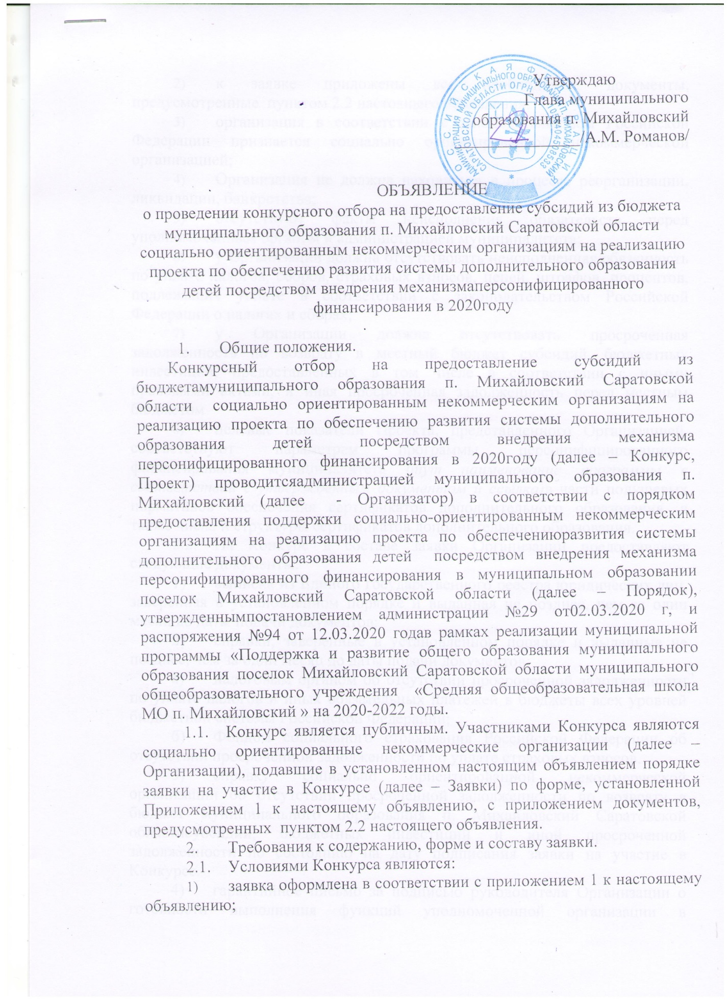 Утверждаю
Глава муниципального
образования п. Михайловский
/А.М. Романов/
ОБЪЯВЛЕНИЕ
о проведении конкурсного отбора на предоставление субсидий из бюджета
муниципального образования п. Михайловский Саратовской области
социально ориентированным некоммерческим организациям на реализацию
проекта по обеспечению развития системы дополнительного образования
детей посредством внедрения механизмаперсонифицированного
финансирования в 2020году
1. Общие положения.
Конкурсный отбор на предоставление субсидий из
бюджетамуниципального образования п. Михайловский Саратовской
области социально ориентированным некоммерческим организациям на
реализацию проекта по обеспечению развития системы дополнительного
образования детей посредством внедрения механизма
персонифицированного финансирования в 2020году (далее – Конкурс,
Проект) проводитсяадминистрацией муниципального образования п.
Михайловский (далее - Организатор) в соответствии с порядком
предоставления поддержки социально-ориентированным некоммерческим
организациям на реализацию проекта по обеспечениюразвития системы
дополнительного образования детей посредством внедрения механизма
персонифицированного финансирования в муниципальном образовании
поселок Михайловский Саратовской области (далее – Порядок),
утвержденнымпостановлением администрации №29 от02.03.2020 г, и
распоряжения №94 от 12.03.2020 годав рамках реализации муниципальной
программы «Поддержка и развитие общего образования муниципального
образования поселок Михайловский Саратовской области муниципального
общеобразовательного учреждения «Средняя общеобразовательная школа
МО п. Михайловский » на 2020-2022 годы.
1.1. Конкурс является публичным. Участниками Конкурса являются
социально ориентированные некоммерческие организации (далее –
Организации), подавшие в установленном настоящим объявлением порядке
заявки на участие в Конкурсе (далее – Заявки) по форме, установленной
Приложением 1 к настоящему объявлению, с приложением документов,
предусмотренных пунктом 2.2 настоящего объявления.
2. Требования к содержанию, форме и составу заявки.
2.1. Условиями Конкурса являются:
1) заявка оформлена в соответствии с приложением 1 к настоящему
объявлению;